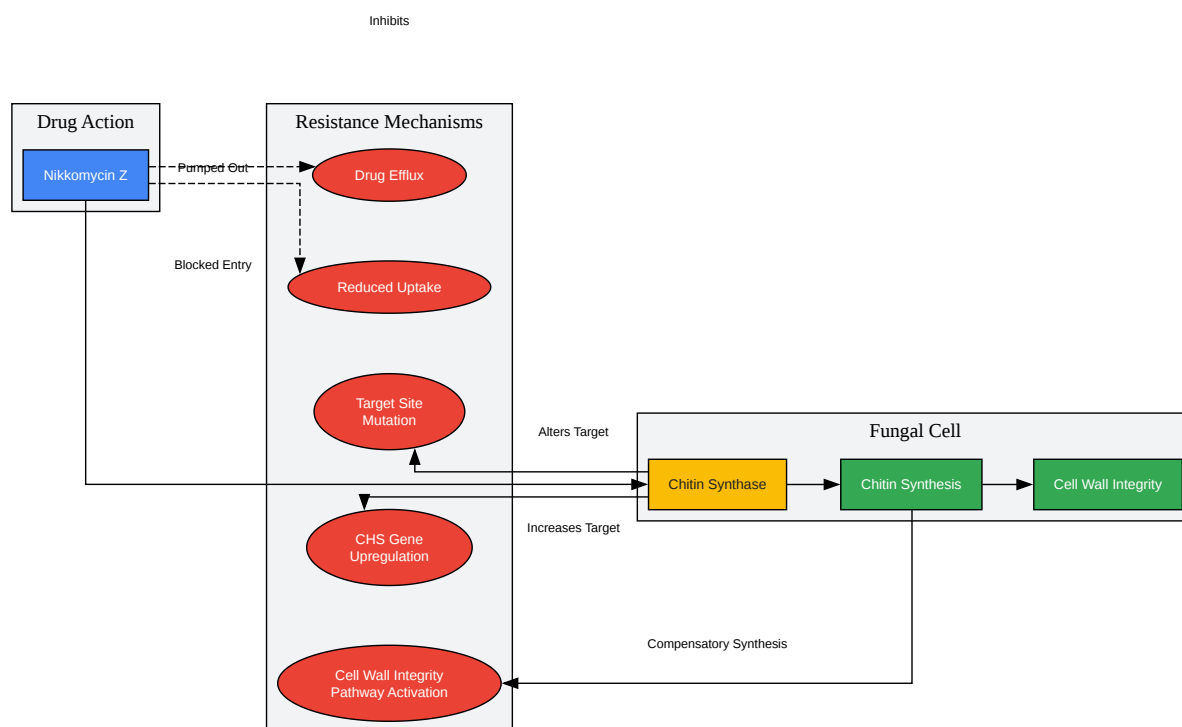 Inhibits
Drug Action
Resistance Mechanisms
Nikkomycin Z
Pumped Out
Drug Efflux
Blocked Entry
Reduced Uptake
Target Site
Mutation
Alters Target
Fungal Cell
Chitin Synthase
Chitin Synthesis
Cell Wall Integrity
Increases Target
CHS Gene
Upregulation
Compensatory Synthesis
Cell Wall Integrity
Pathway Activation